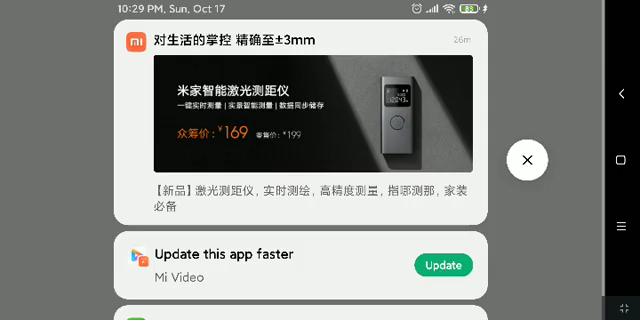 10:29 PM, Sun, Oct 17
83
mi
对生活的掌控 精确至±3mm
26m
米家智能激光测距仪
一键实时测量 | 实景智能测量 | 数据同步储存
众筹价：¥169 零售价：¥199
【新品】激光测距仪，实时测绘，高精度测量，指哪测那，家装
必备
Update this app faster
Mi Video
Update